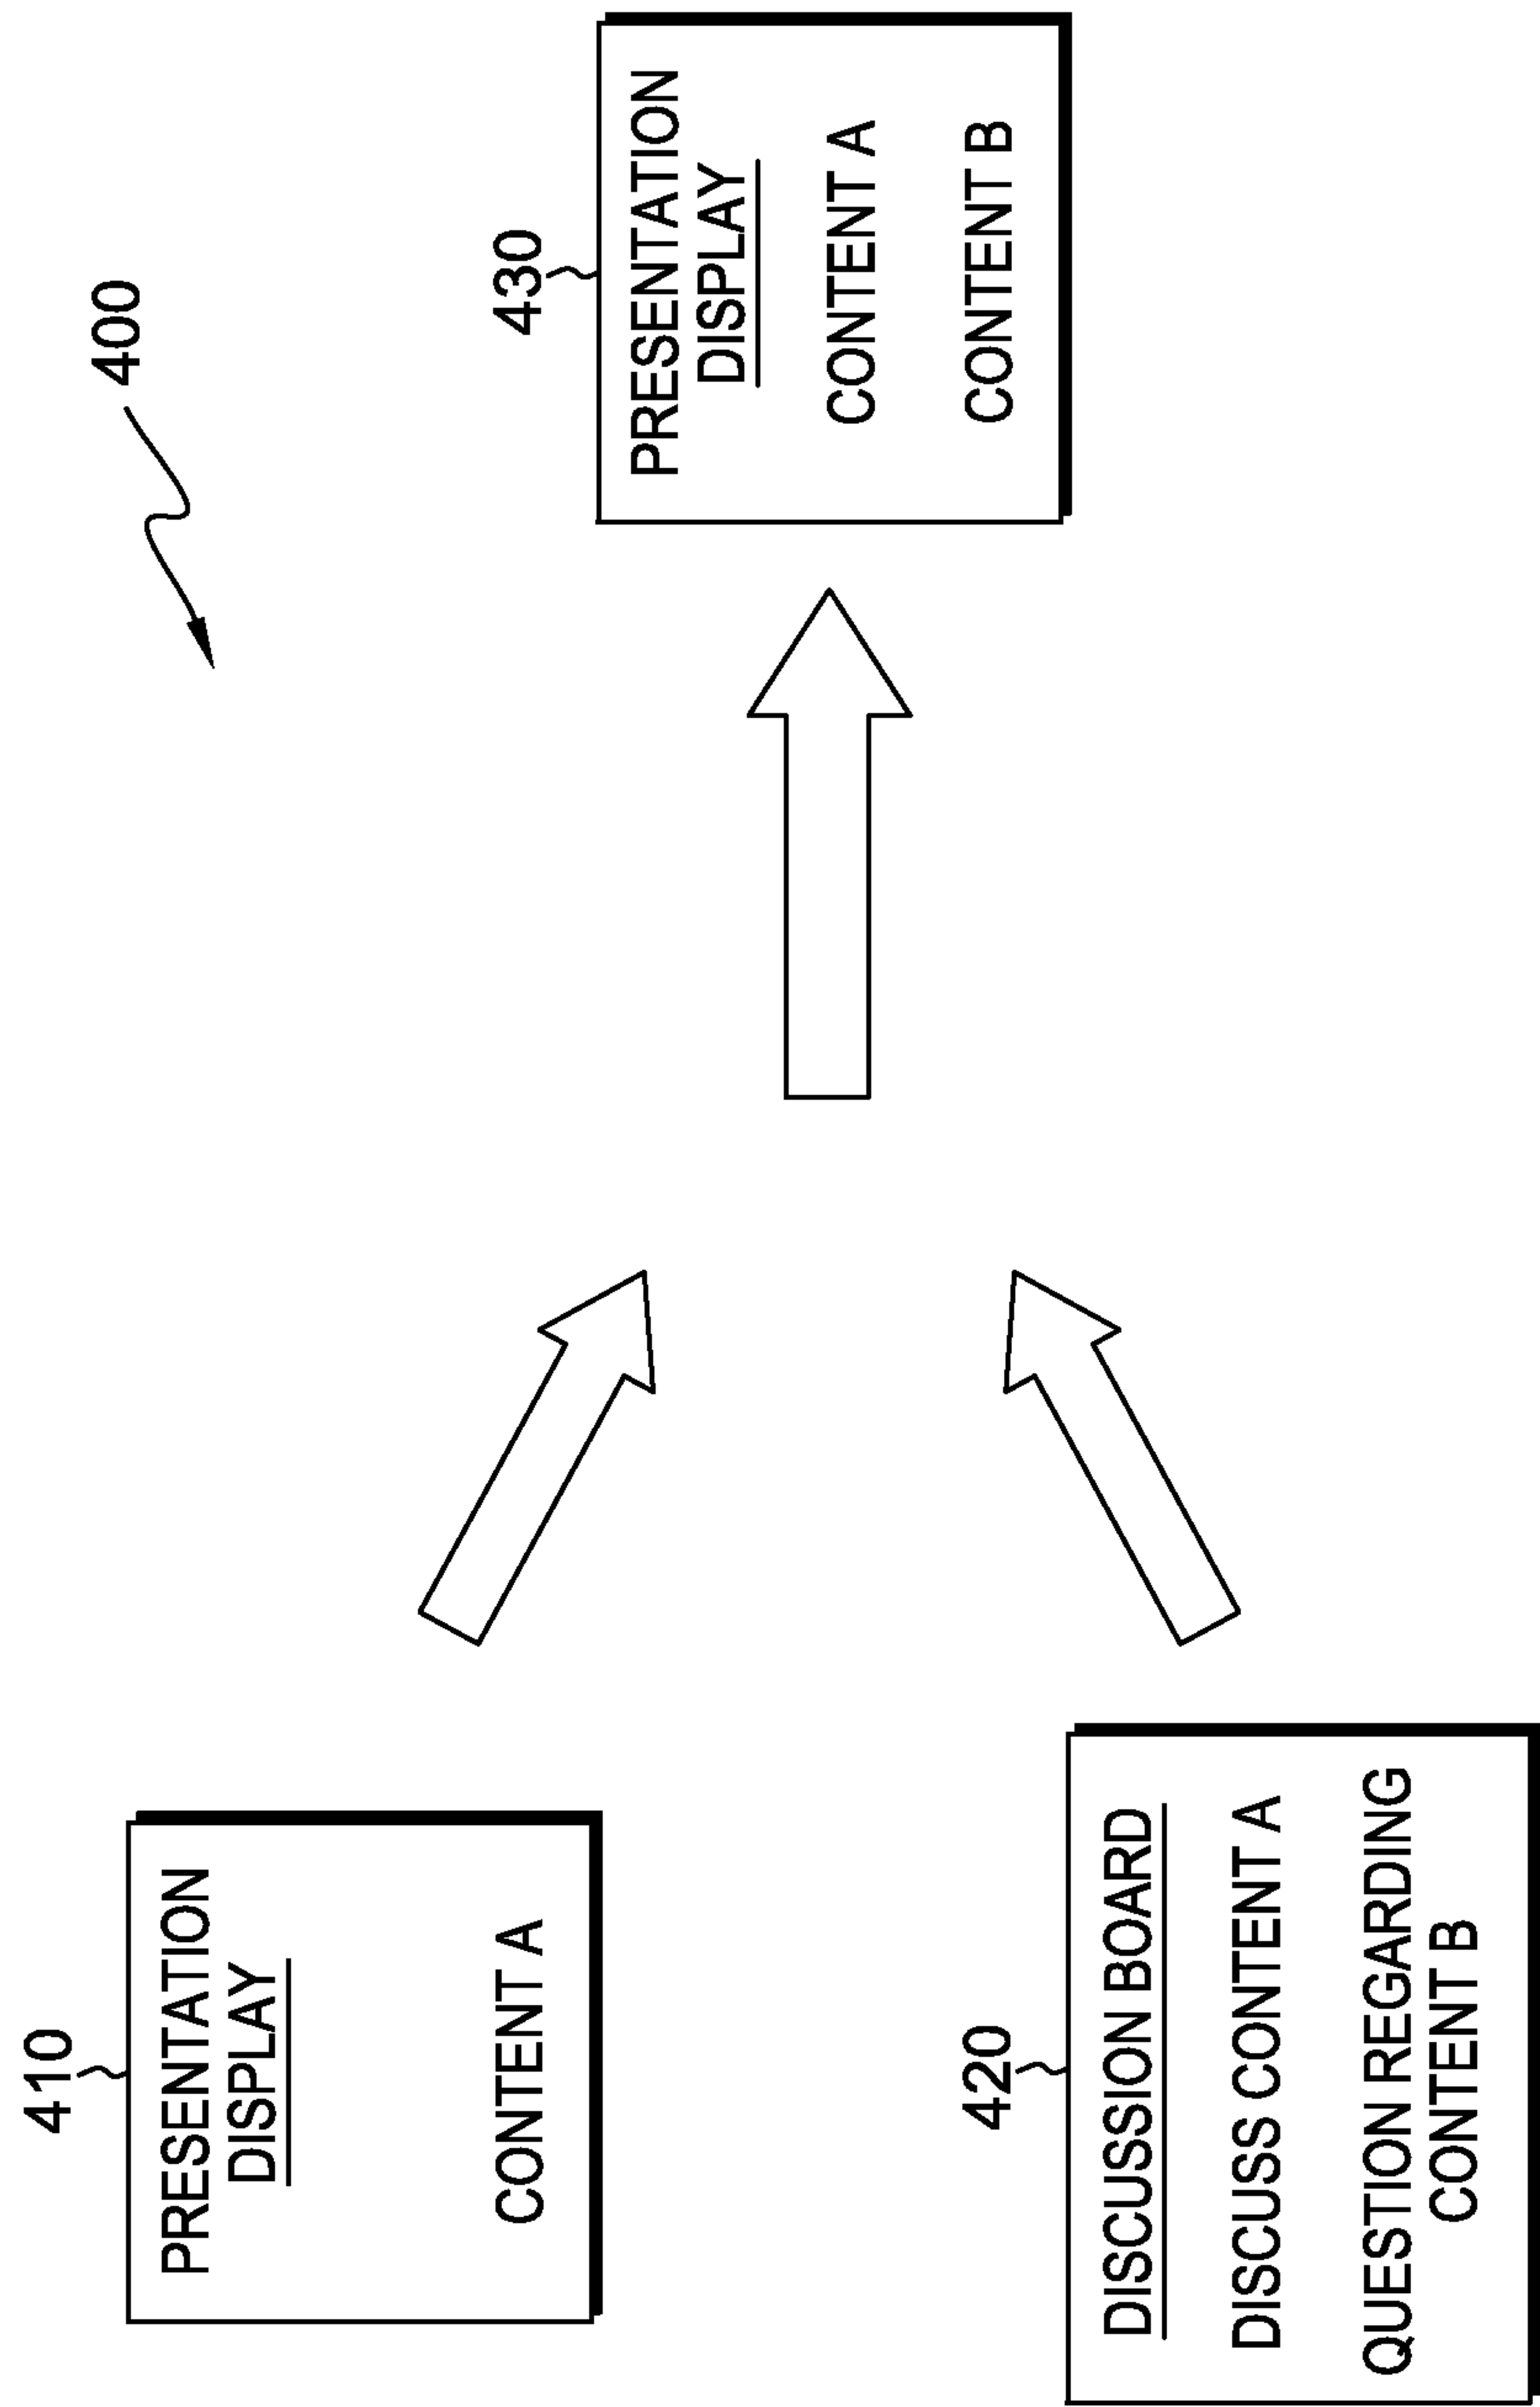 400
410
PRESENTATION
DISPLAY
CONTENT A
420
DISCUSSION BOARD
DISCUSS CONTENT A
QUESTION REGARDING
CONTENT B
430
PRESENTATION
DISPLAY
CONTENT A
CONTENT B